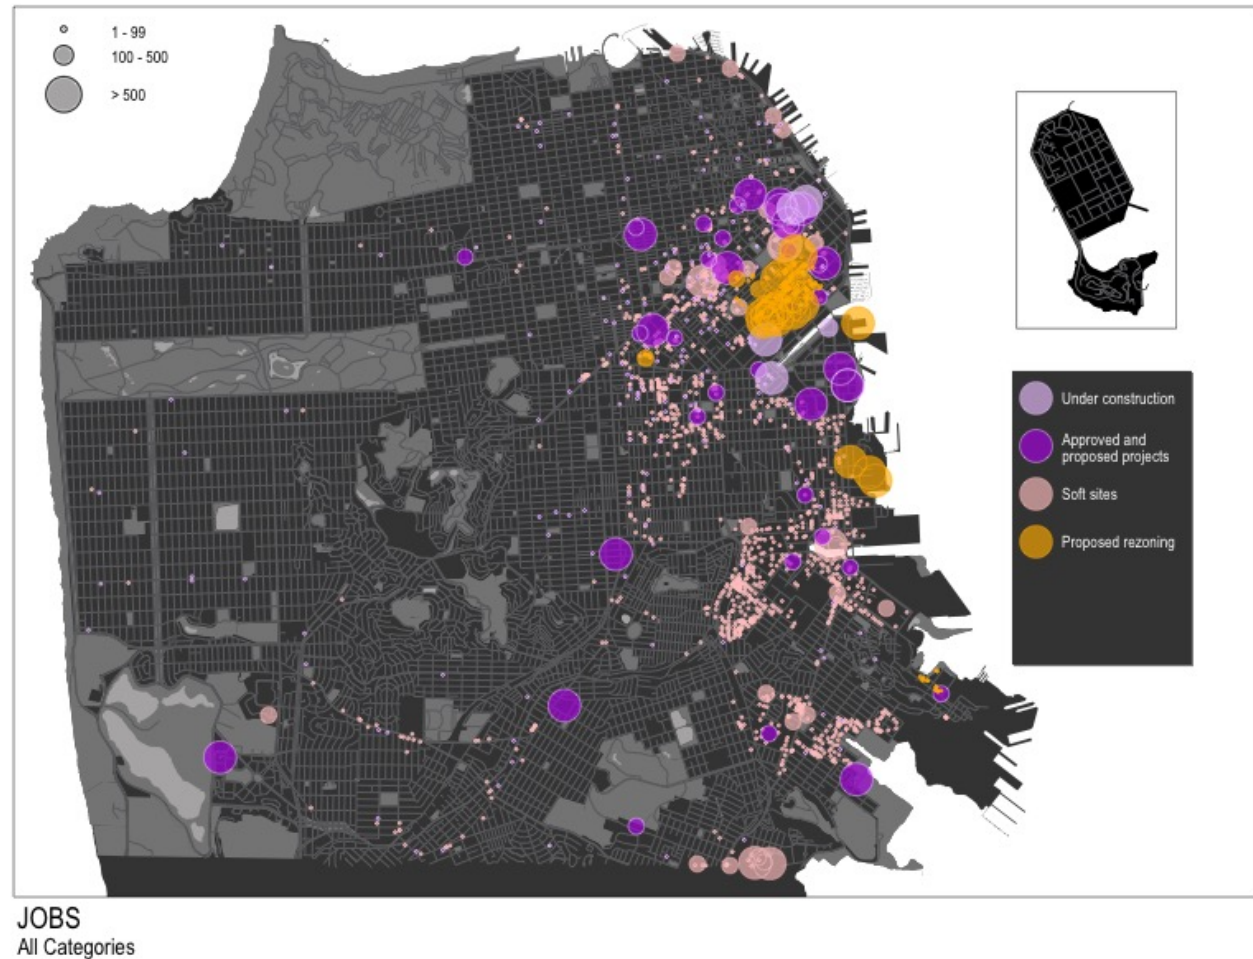 1 - 99
100 - 500
> 500
Under construction
Approved and
proposed projects
Soft sites
Proposed rezoning
JOBS
All Categories